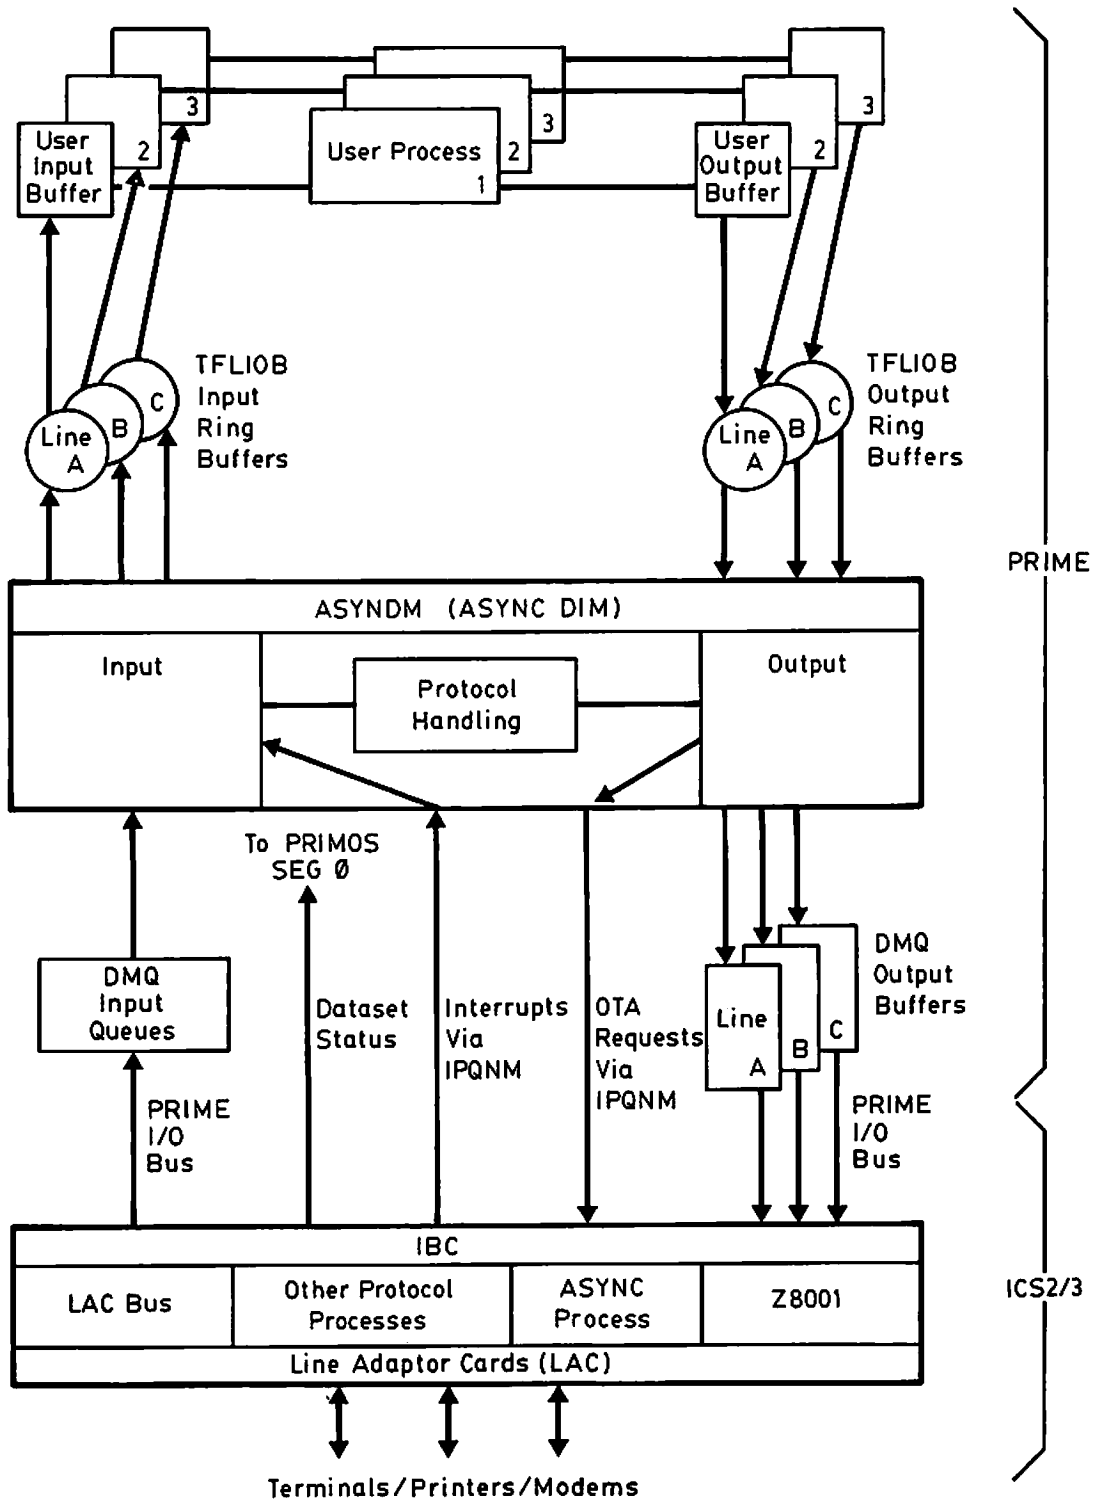 3
3
3
2
2
2
User
Input
Buffer
User Process
1
User
Output
Buffer
TFLIOB
Input
Ring
Buffers
C
B
Line
A
TFLIOB
Output
Ring
Buffers
C
B
Line
A
PRIME
ASYNDM (ASYNC DIM)
Input
Protocol
Handling
Output
To PRIMOS
SEG Ø
DMQ
Input
Queues
Dataset
Status
Interrupts
Via
IPQNM
OTA
Requests
Via
IPQNM
Line
A
B
C
DMQ
Output
Buffers
PRIME
I/O
Bus
PRIME
I/O
Bus
IBC
LAC Bus
Other Protocol
Processes
ASYNC
Process
Z8001
ICS2/3
Line Adaptor Cards (LAC)
Terminals/Printers/Modems